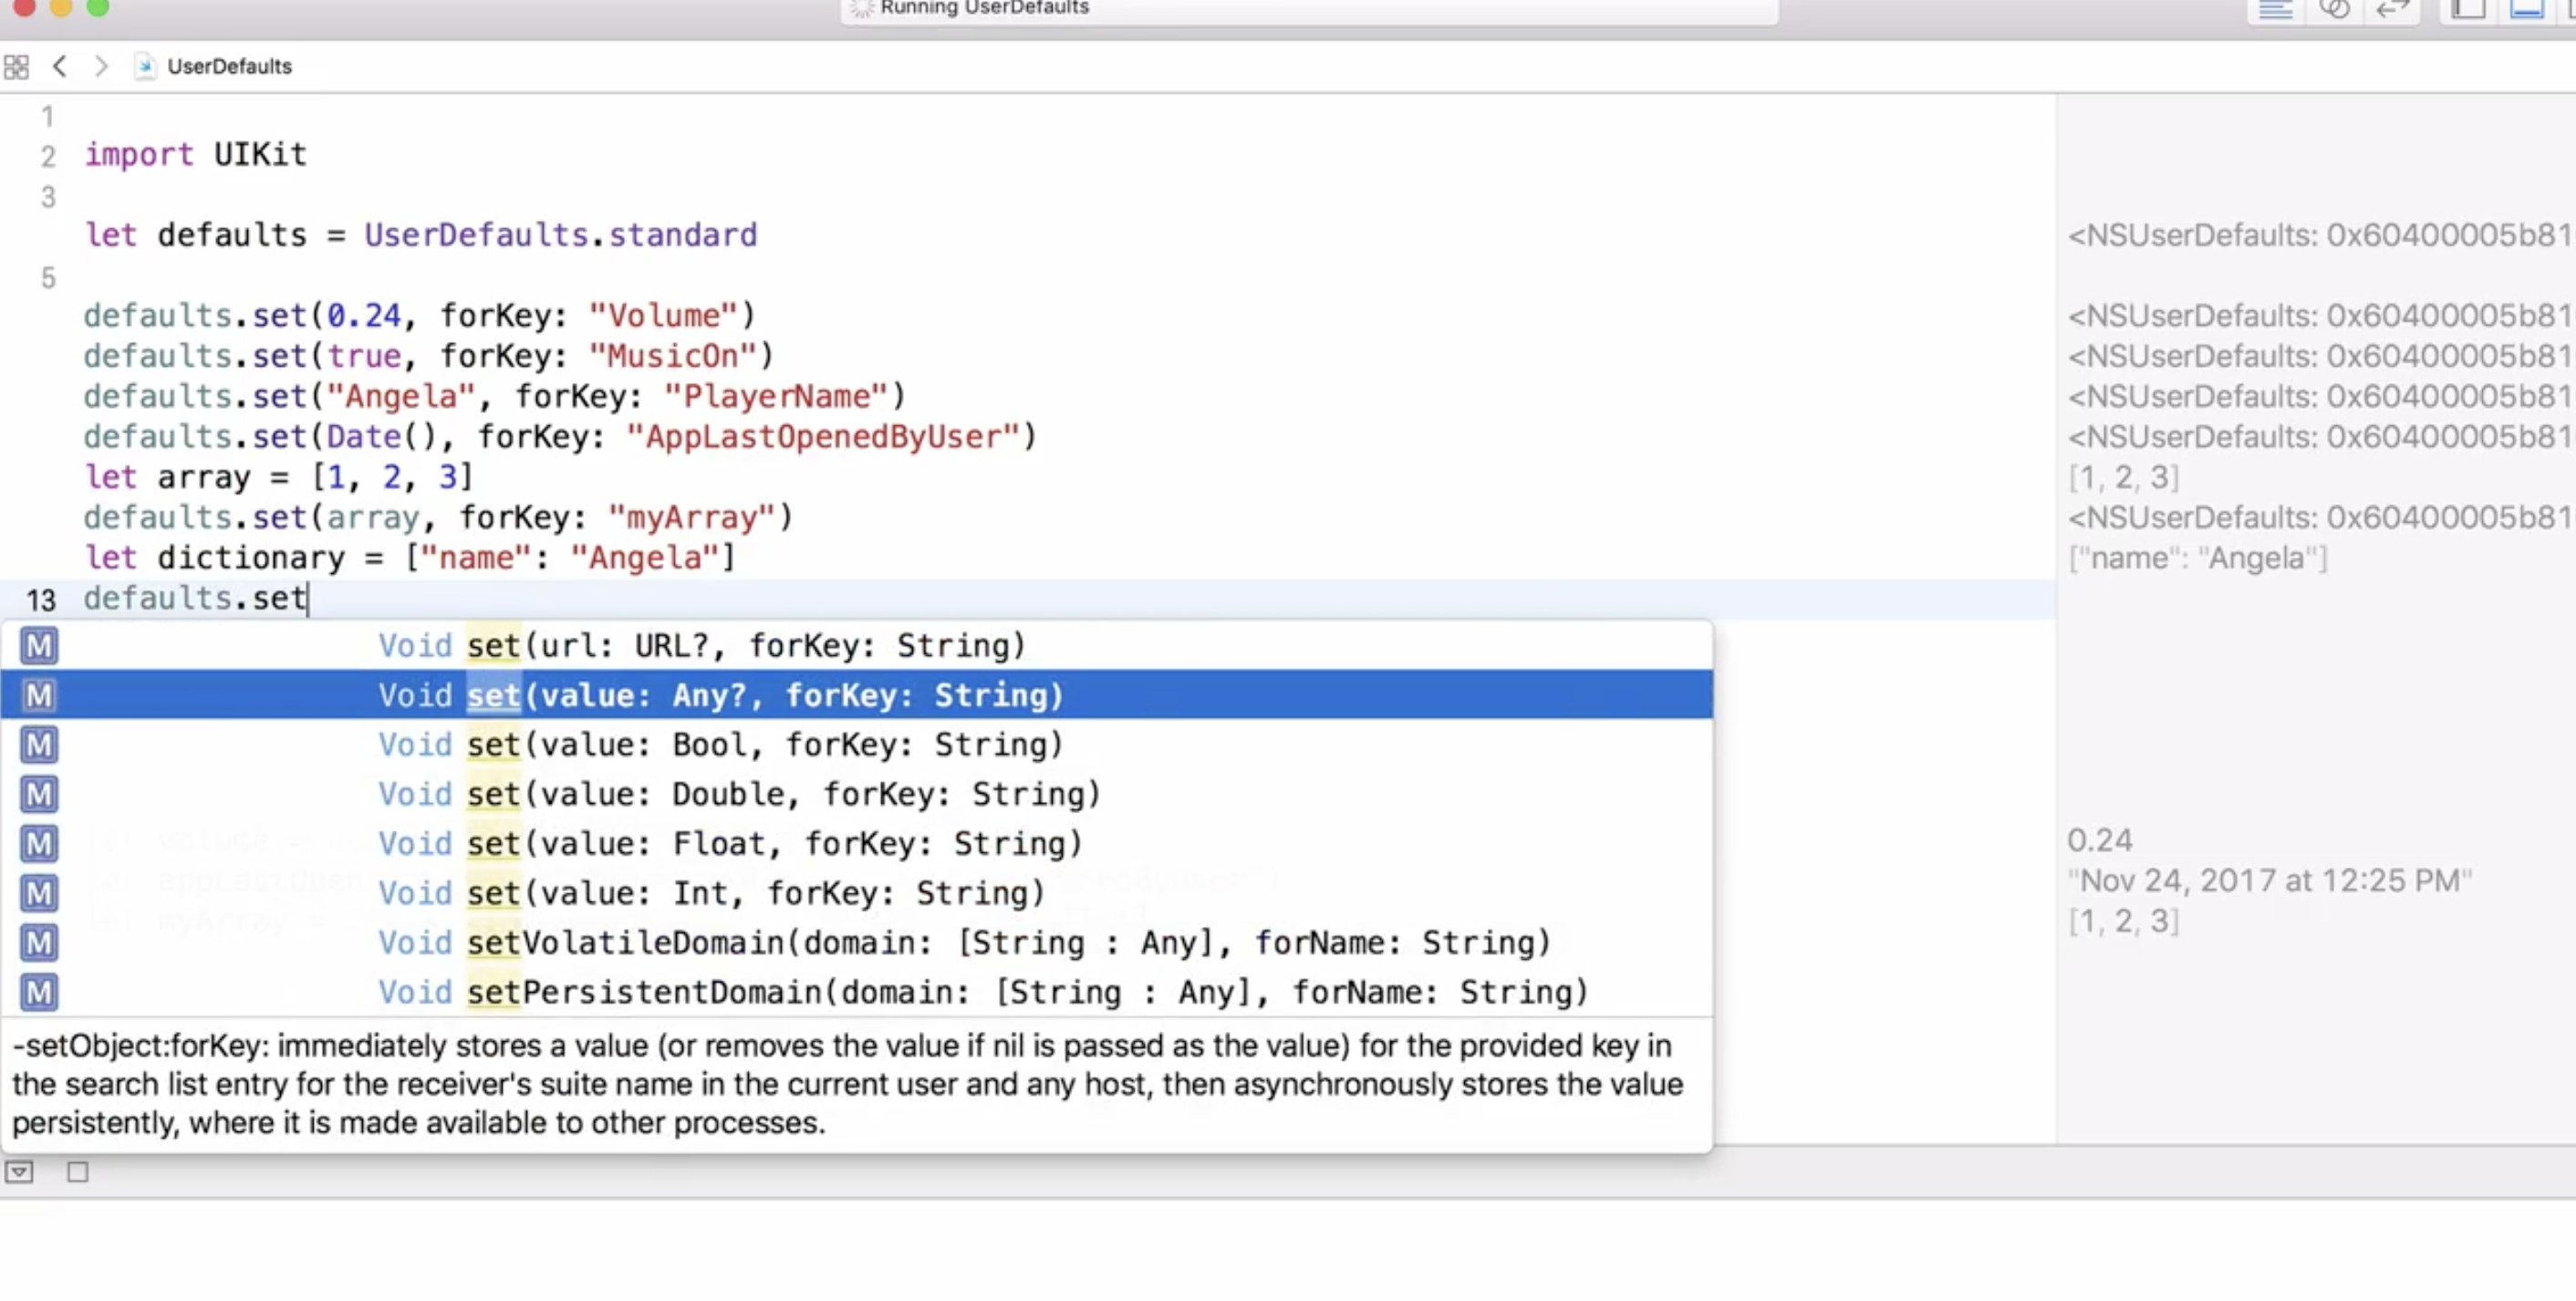 Running UserDefaults
UserDefaults
1
2 import UIKit
3
let defaults = UserDefaults.standard <NSUserDefaults: 0x60400005b81
5
defaults.set(0.24, forKey: "Volume") <NSUserDefaults: 0x60400005b81
defaults.set(true, forKey: "MusicOn") <NSUserDefaults: 0x60400005b81
defaults.set("Angela", forKey: "PlayerName") <NSUserDefaults: 0x60400005b81
defaults.set(Date(), forKey: "AppLastOpenedByUser") <NSUserDefaults: 0x60400005b81
let array = [1, 2, 3] [1, 2, 3]
defaults.set(array, forKey: "myArray") <NSUserDefaults: 0x60400005b81
let dictionary = ["name": "Angela"] ["name": "Angela"]
13 defaults.set
M Void set(url: URL?, forKey: String)
M Void set(value: Any?, forKey: String)
M Void set(value: Bool, forKey: String)
M Void set(value: Double, forKey: String)
M Void set(value: Float, forKey: String)
M Void set(value: Int, forKey: String)
M Void setVolatileDomain(domain: [String : Any], forName: String)
M Void setPersistentDomain(domain: [String : Any], forName: String)
0.24
"Nov 24, 2017 at 12:25 PM"
[1, 2, 3]
-setObject:forKey: immediately stores a value (or removes the value if nil is passed as the value) for the provided key in
the search list entry for the receiver's suite name in the current user and any host, then asynchronously stores the value
persistently, where it is made available to other processes.